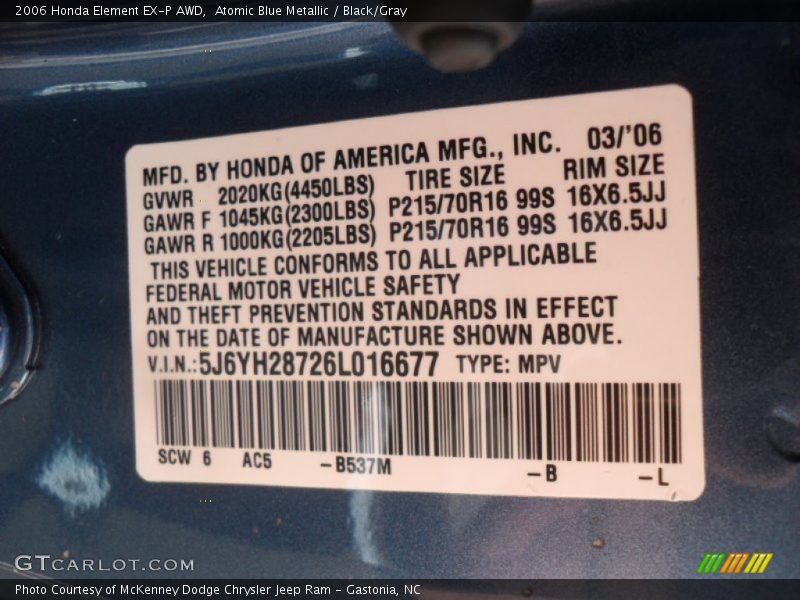 2006 Honda Element EX-P AWD,  Atomic Blue Metallic / Black/Gray
MFD. BY HONDA OF AMERICA MFG., INC. 03/'06
GVWR 2020KG(4450LBS) TIRE SIZE RIM SIZE
GAWR F 1045KG(2300LBS) P215/70R16 99S 16X6.5JJ
GAWR R 1000KG(2205LBS) P215/70R16 99S 16X6.5JJ
THIS VEHICLE CONFORMS TO ALL APPLICABLE
FEDERAL MOTOR VEHICLE SAFETY
AND THEFT PREVENTION STANDARDS IN EFFECT
ON THE DATE OF MANUFACTURE SHOWN ABOVE.
V.I.N.:5J6YH28726L016677 TYPE: MPV
SCW 6 AC5 -B537M -B -L
GTCARLOT.COM
Photo Courtesy of McKenney Dodge Chrysler Jeep Ram - Gastonia, NC